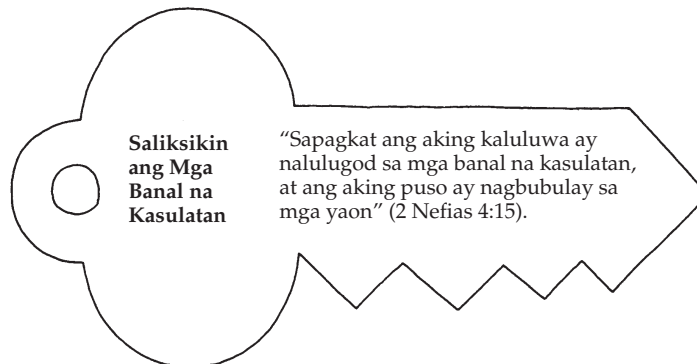 Saliksikin
ang Mga
Banal na
Kasulatan
“Sapagkat ang aking kaluluwa ay
nalulugod sa mga banal na kasulatan,
at ang aking puso ay nagbubulay sa
mga yaon” (2 Nefias 4:15).